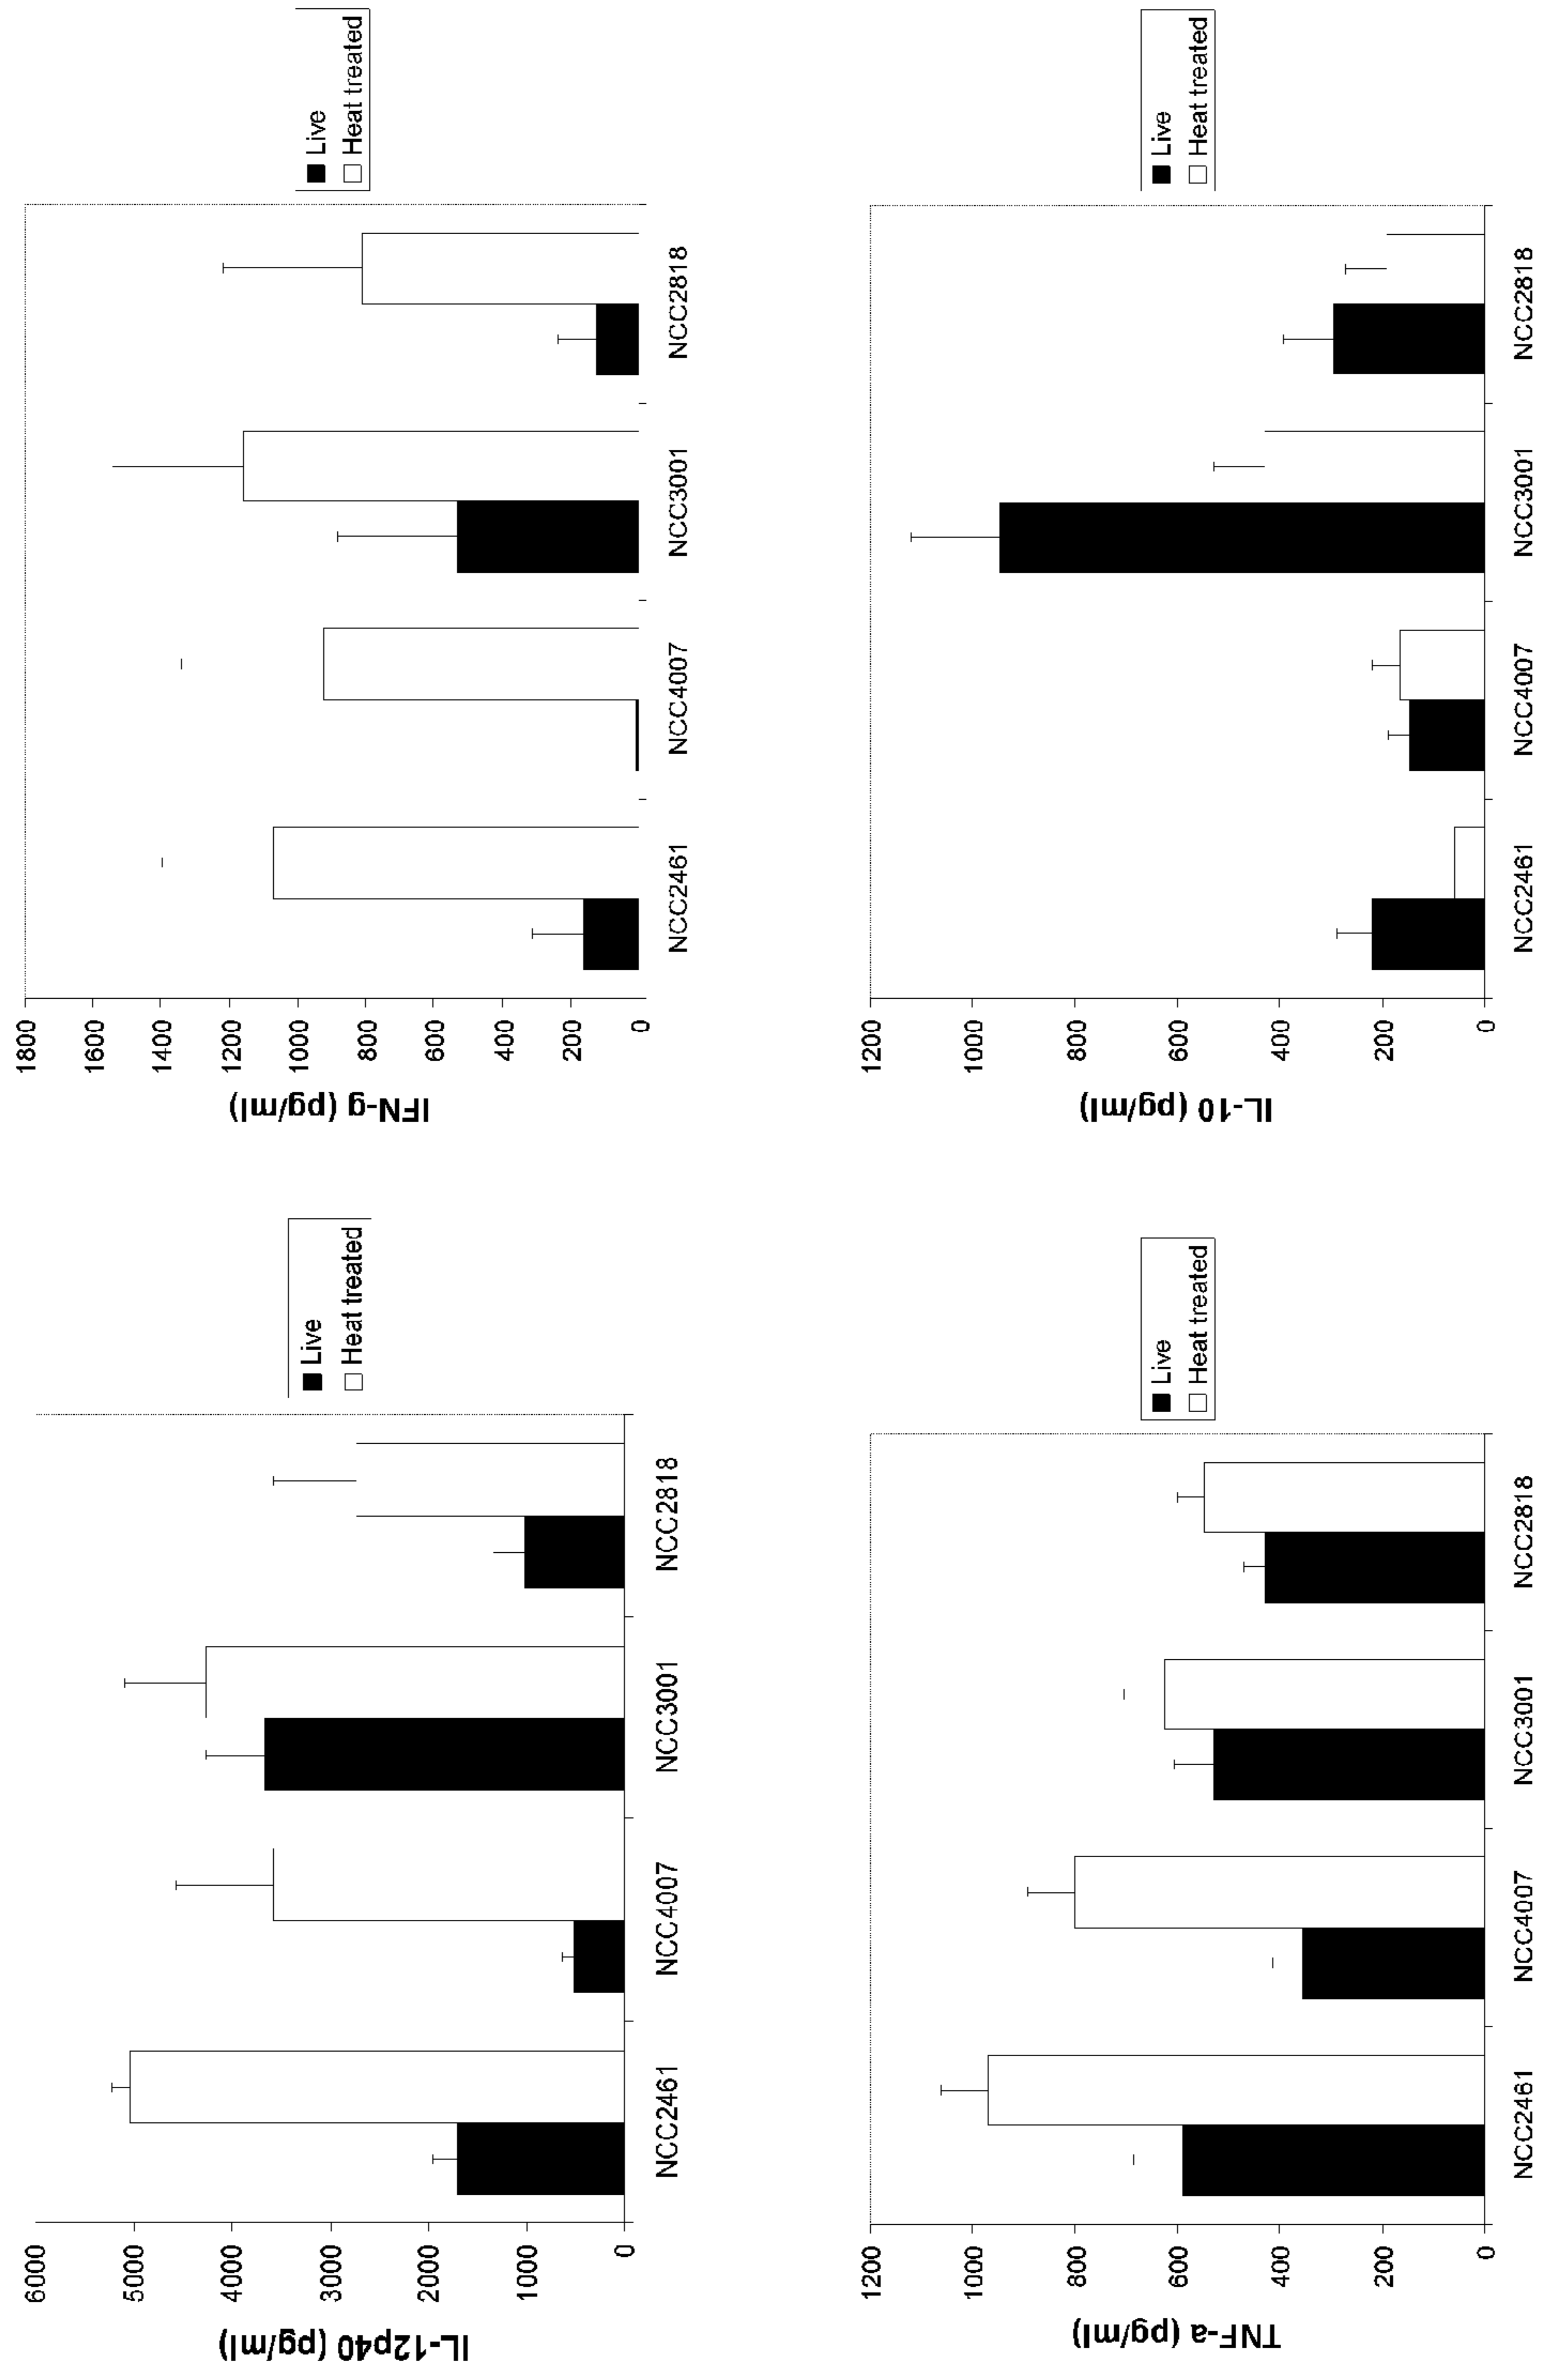 IL-12p40 (pg/ml)
6000
5000
4000
3000
2000
1000
0
NCC2461
NCC4007
NCC3001
NCC2818
Live
Heat treated
IFN-g (pg/ml)
1800
1600
1400
1200
1000
800
600
400
200
0
NCC2461
NCC4007
NCC3001
NCC2818
Live
Heat treated
TNF-a (pg/ml)
1200
1000
800
600
400
200
0
NCC2461
NCC4007
NCC3001
NCC2818
Live
Heat treated
IL-10 (pg/ml)
1200
1000
800
600
400
200
0
NCC2461
NCC4007
NCC3001
NCC2818
Live
Heat treated